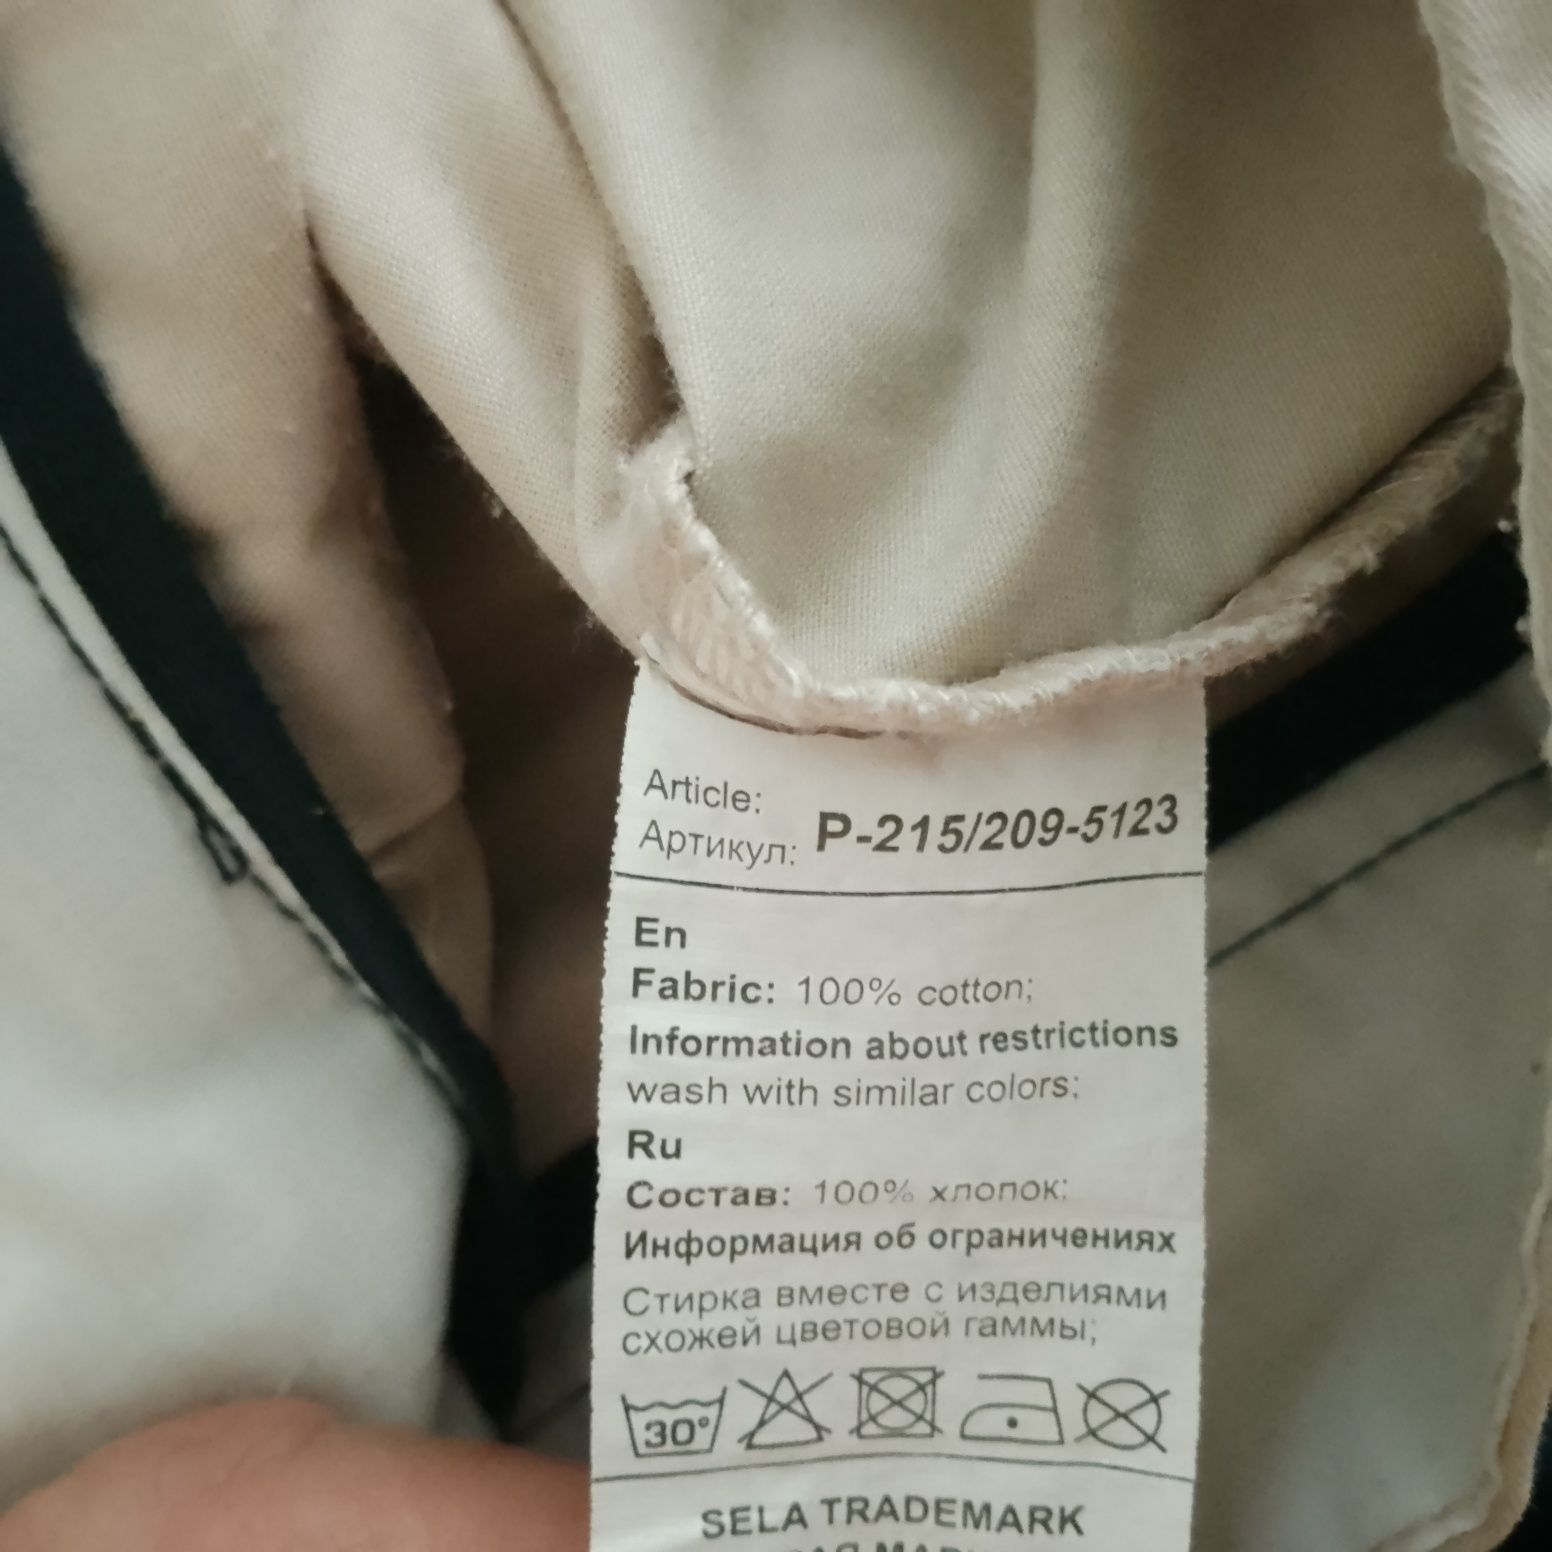 Article:
Артикул: P-215/209-5123
En
Fabric: 100% cotton;
Information about restrictions
wash with similar colors;
Ru
Состав: 100% хлопок;
Информация об ограничениях
Стирка вместе с изделиями
схожей цветовой гаммы;
30°
SELA TRADEMARK